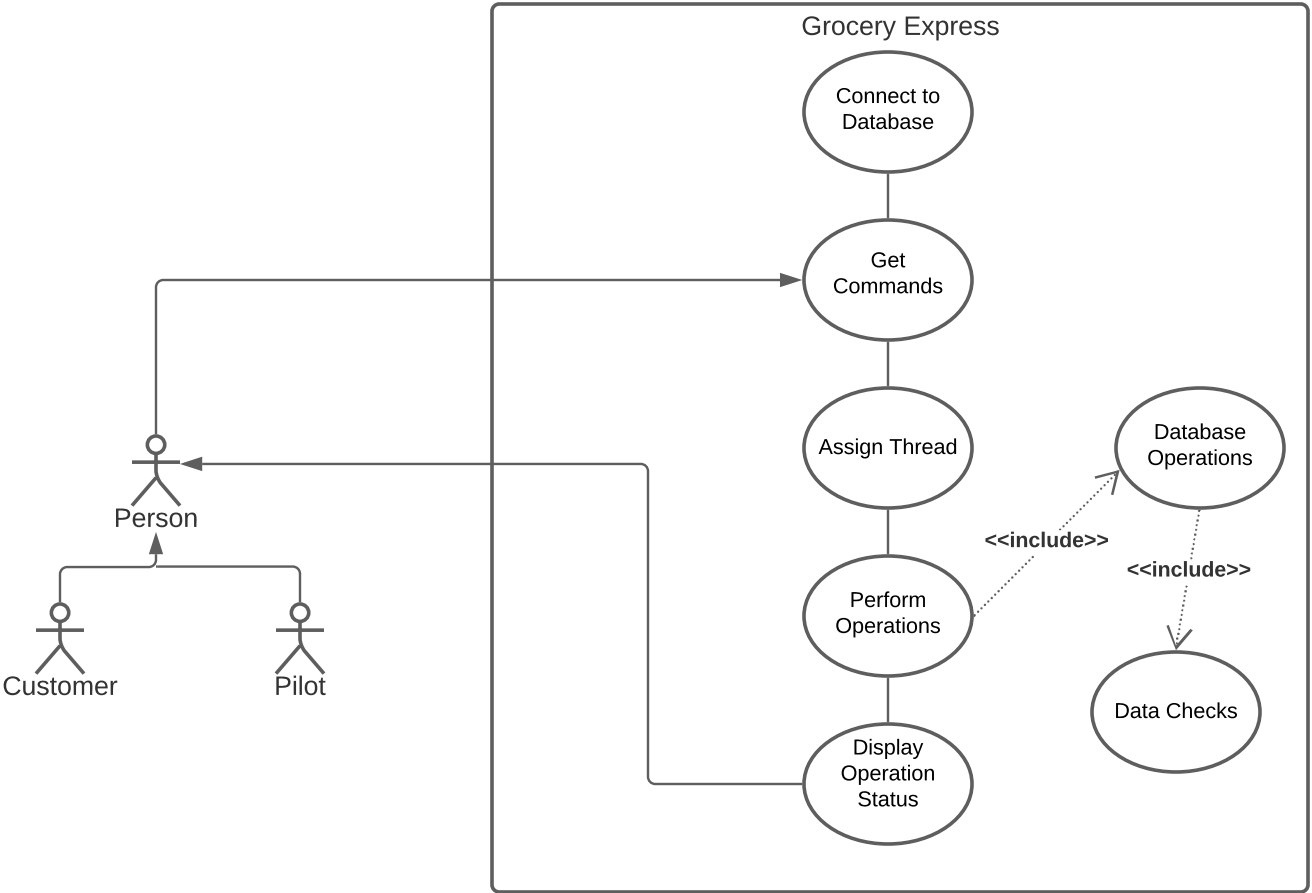 Grocery Express
Connect to
Database
Get
Commands
Assign Thread
Database
Operations
Person
<<include>>
<<include>>
Perform
Operations
Customer
Pilot
Data Checks
Display
Operation
Status